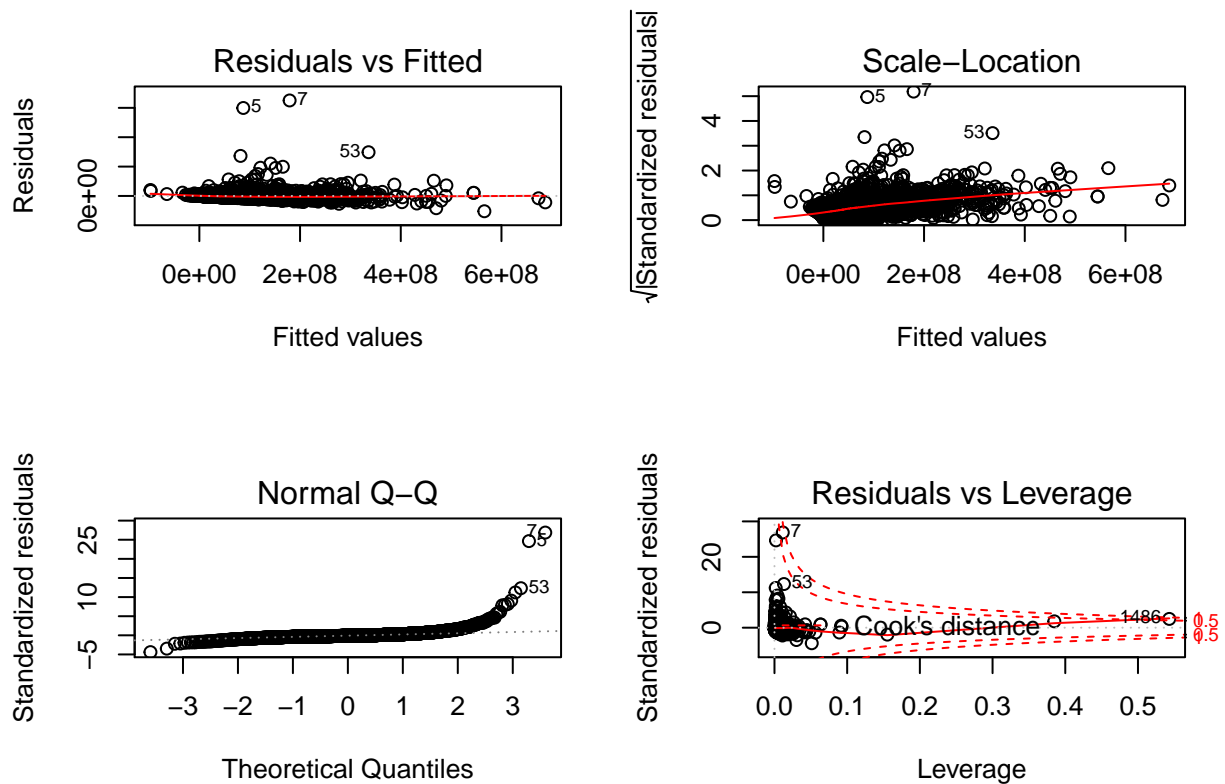 Residuals vs Fitted
Residuals
0e+00
5
7
53
0e+00 2e+08 4e+08 6e+08
Fitted values
Scale−Location
√|Standardized residuals|
0 2 4
5
7
53
0e+00 2e+08 4e+08 6e+08
Fitted values
Normal Q−Q
Standardized residuals
−5 10 25
7
5
53
−3 −2 −1 0 1 2 3
Theoretical Quantiles
Residuals vs Leverage
Standardized residuals
0 20
7
53
1486
Cook's distance
1
0.5
0.5
1
0.0 0.1 0.2 0.3 0.4 0.5
Leverage